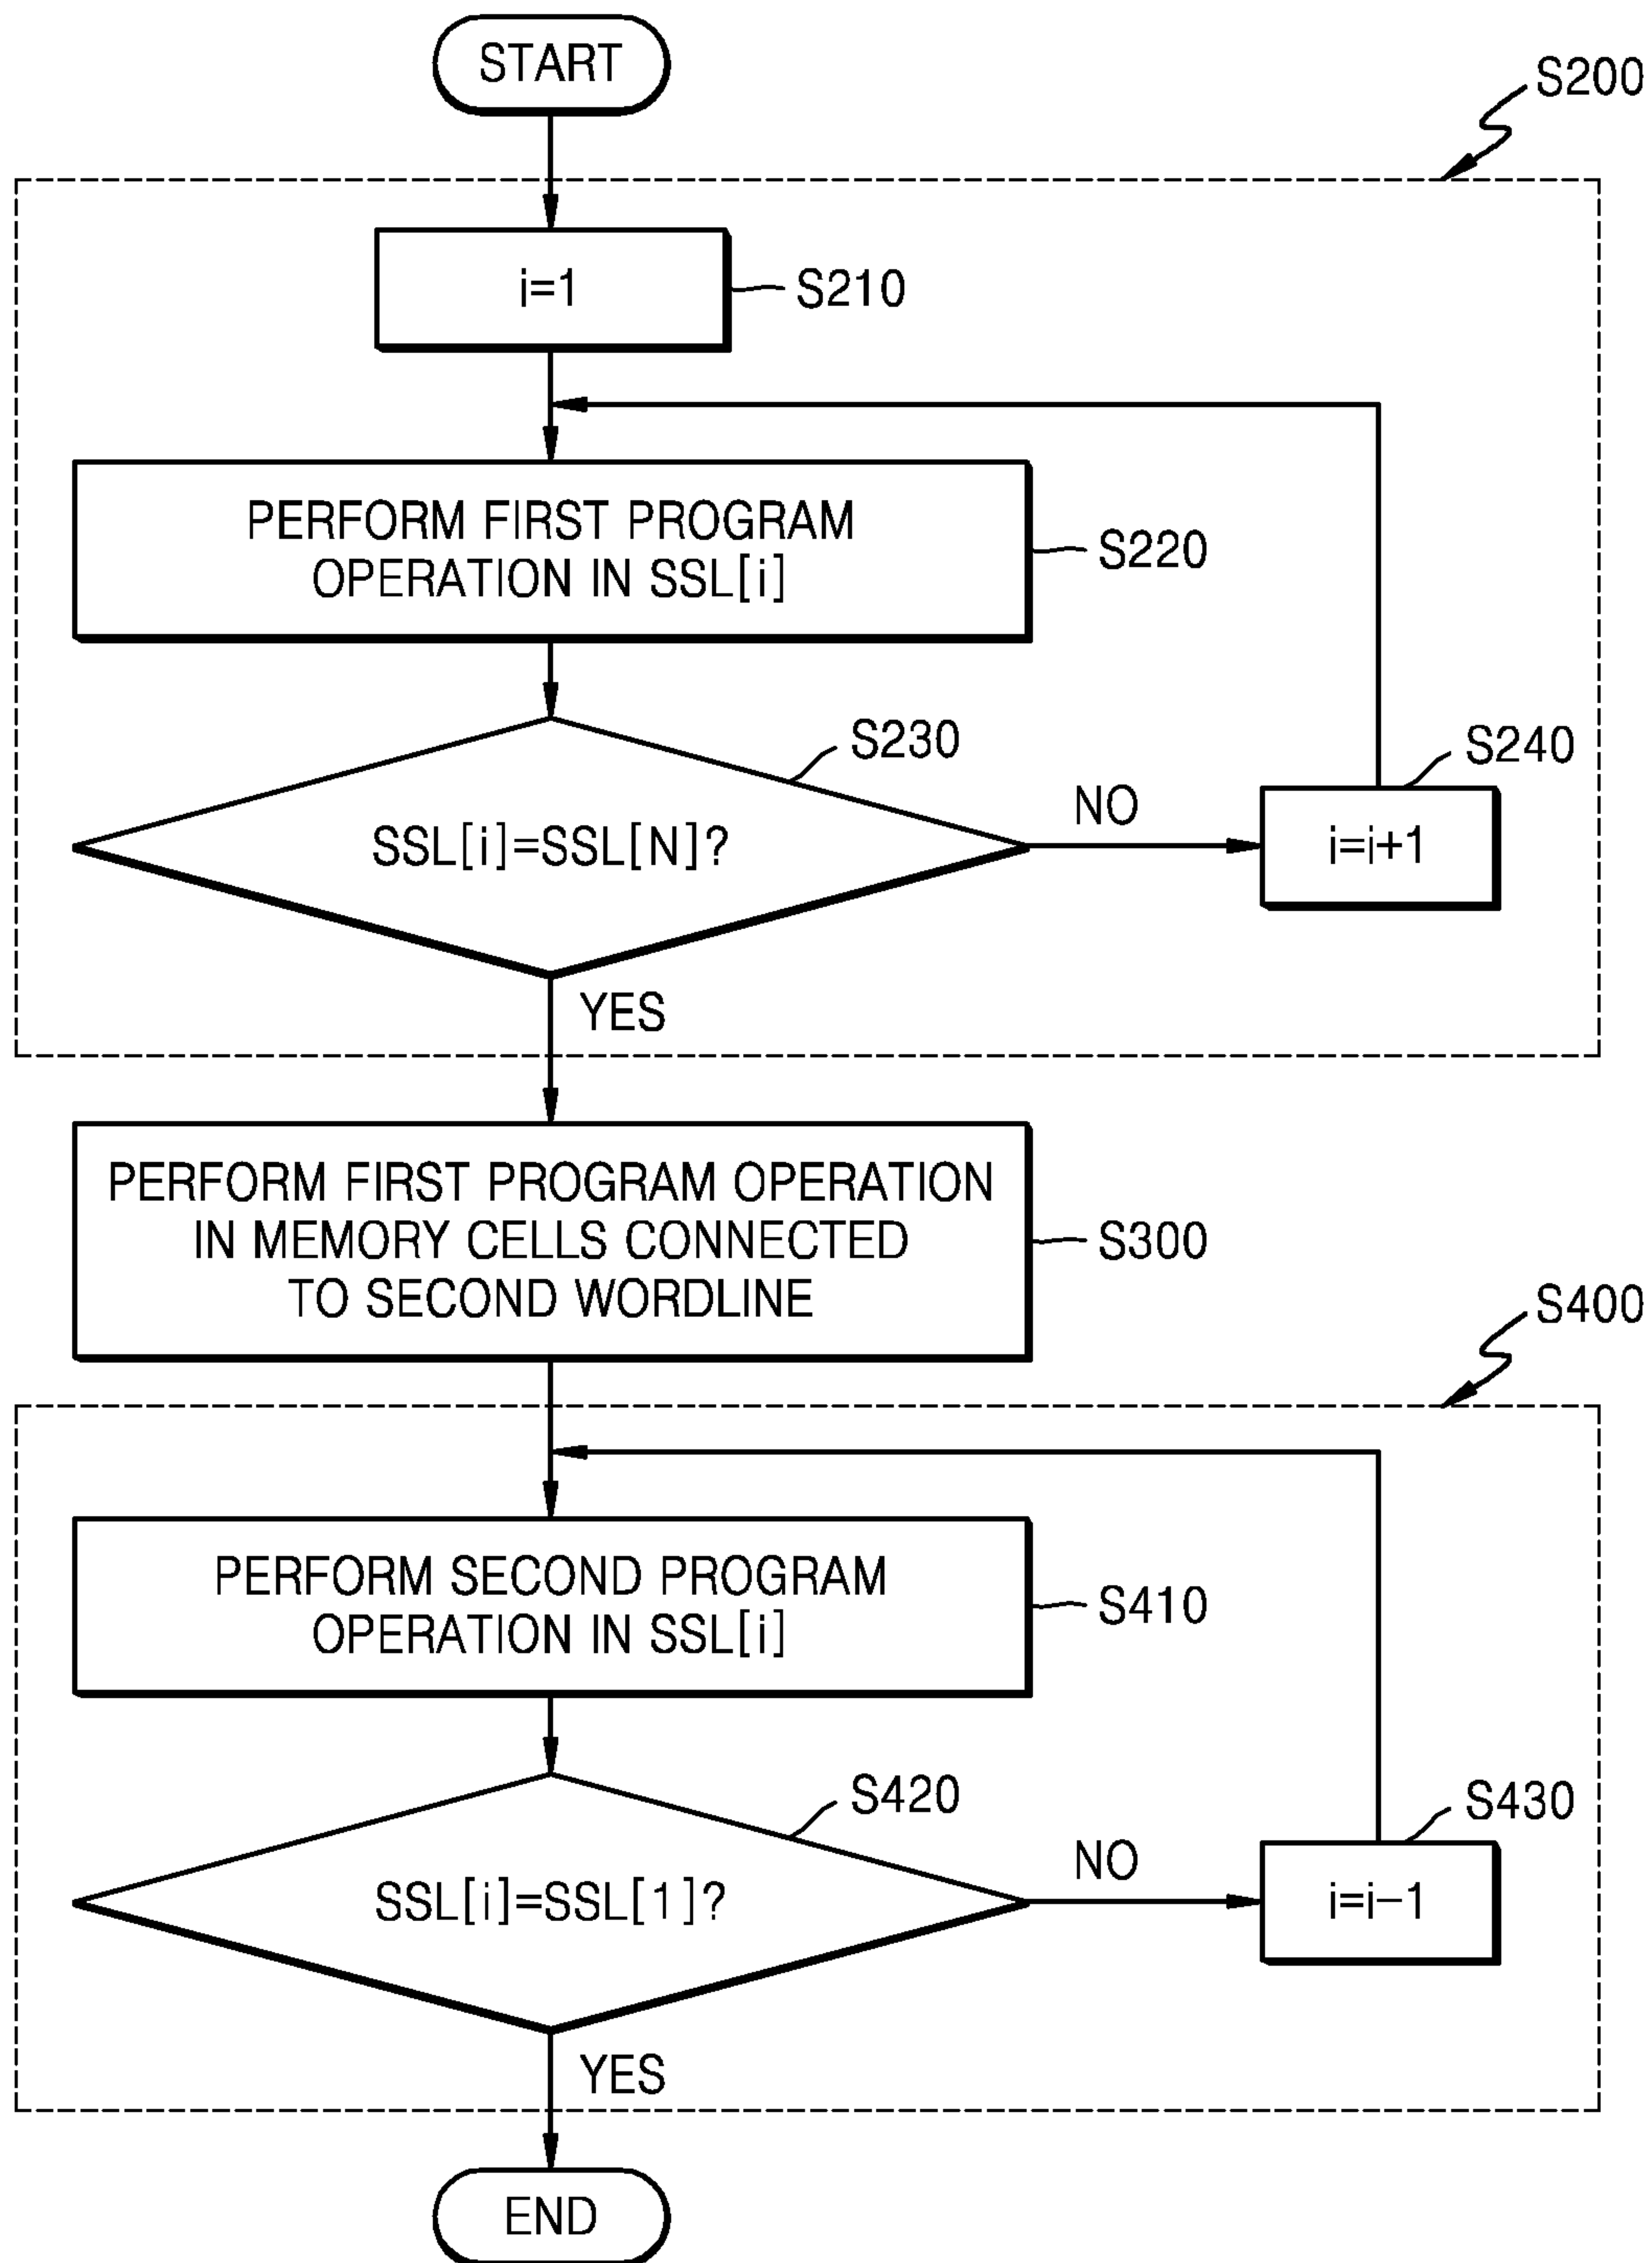 START
S200
i=1
S210
PERFORM FIRST PROGRAM
OPERATION IN SSL[i]
S220
S230
SSL[i]=SSL[N]?
NO
S240
i=i+1
YES
PERFORM FIRST PROGRAM OPERATION
IN MEMORY CELLS CONNECTED
TO SECOND WORDLINE
S300
S400
PERFORM SECOND PROGRAM
OPERATION IN SSL[i]
S410
S420
SSL[i]=SSL[1]?
NO
S430
i=i−1
YES
END